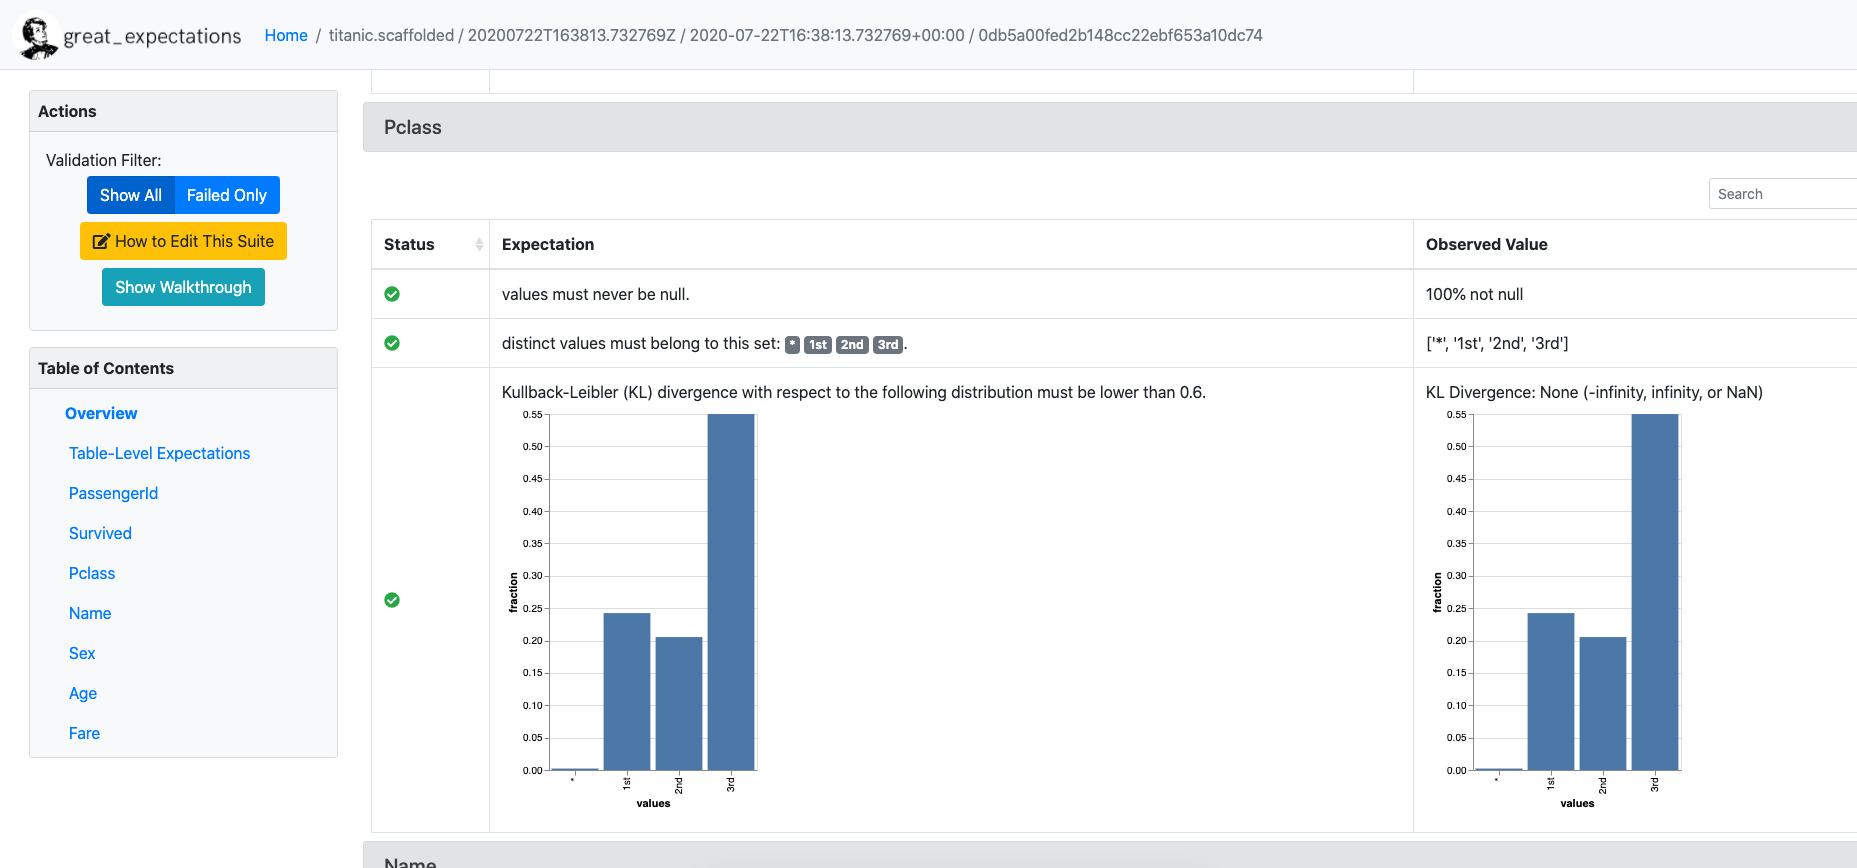 great_expectations
Home / titanic.scaffolded / 20200722T163813.732769Z / 2020-07-22T16:38:13.732769+00:00 / 0db5a00fed2b148cc22ebf653a10dc74
Actions
Validation Filter:
Show All Failed Only
How to Edit This Suite
Show Walkthrough
Table of Contents
Overview
Table-Level Expectations
PassengerId
Survived
Pclass
Name
Sex
Age
Fare
Pclass
Search
Status Expectation Observed Value
values must never be null. 100% not null
distinct values must belong to this set: * 1st 2nd 3rd. ['*', '1st', '2nd', '3rd']
Kullback-Leibler (KL) divergence with respect to the following distribution must be lower than 0.6.
0.55
0.50
0.45
0.40
0.35
0.30
0.25
0.20
0.15
0.10
0.05
0.00
fraction
* 1st 2nd 3rd
values
KL Divergence: None (-infinity, infinity, or NaN)
0.55
0.50
0.45
0.40
0.35
0.30
0.25
0.20
0.15
0.10
0.05
0.00
fraction
* 1st 2nd 3rd
values
Name